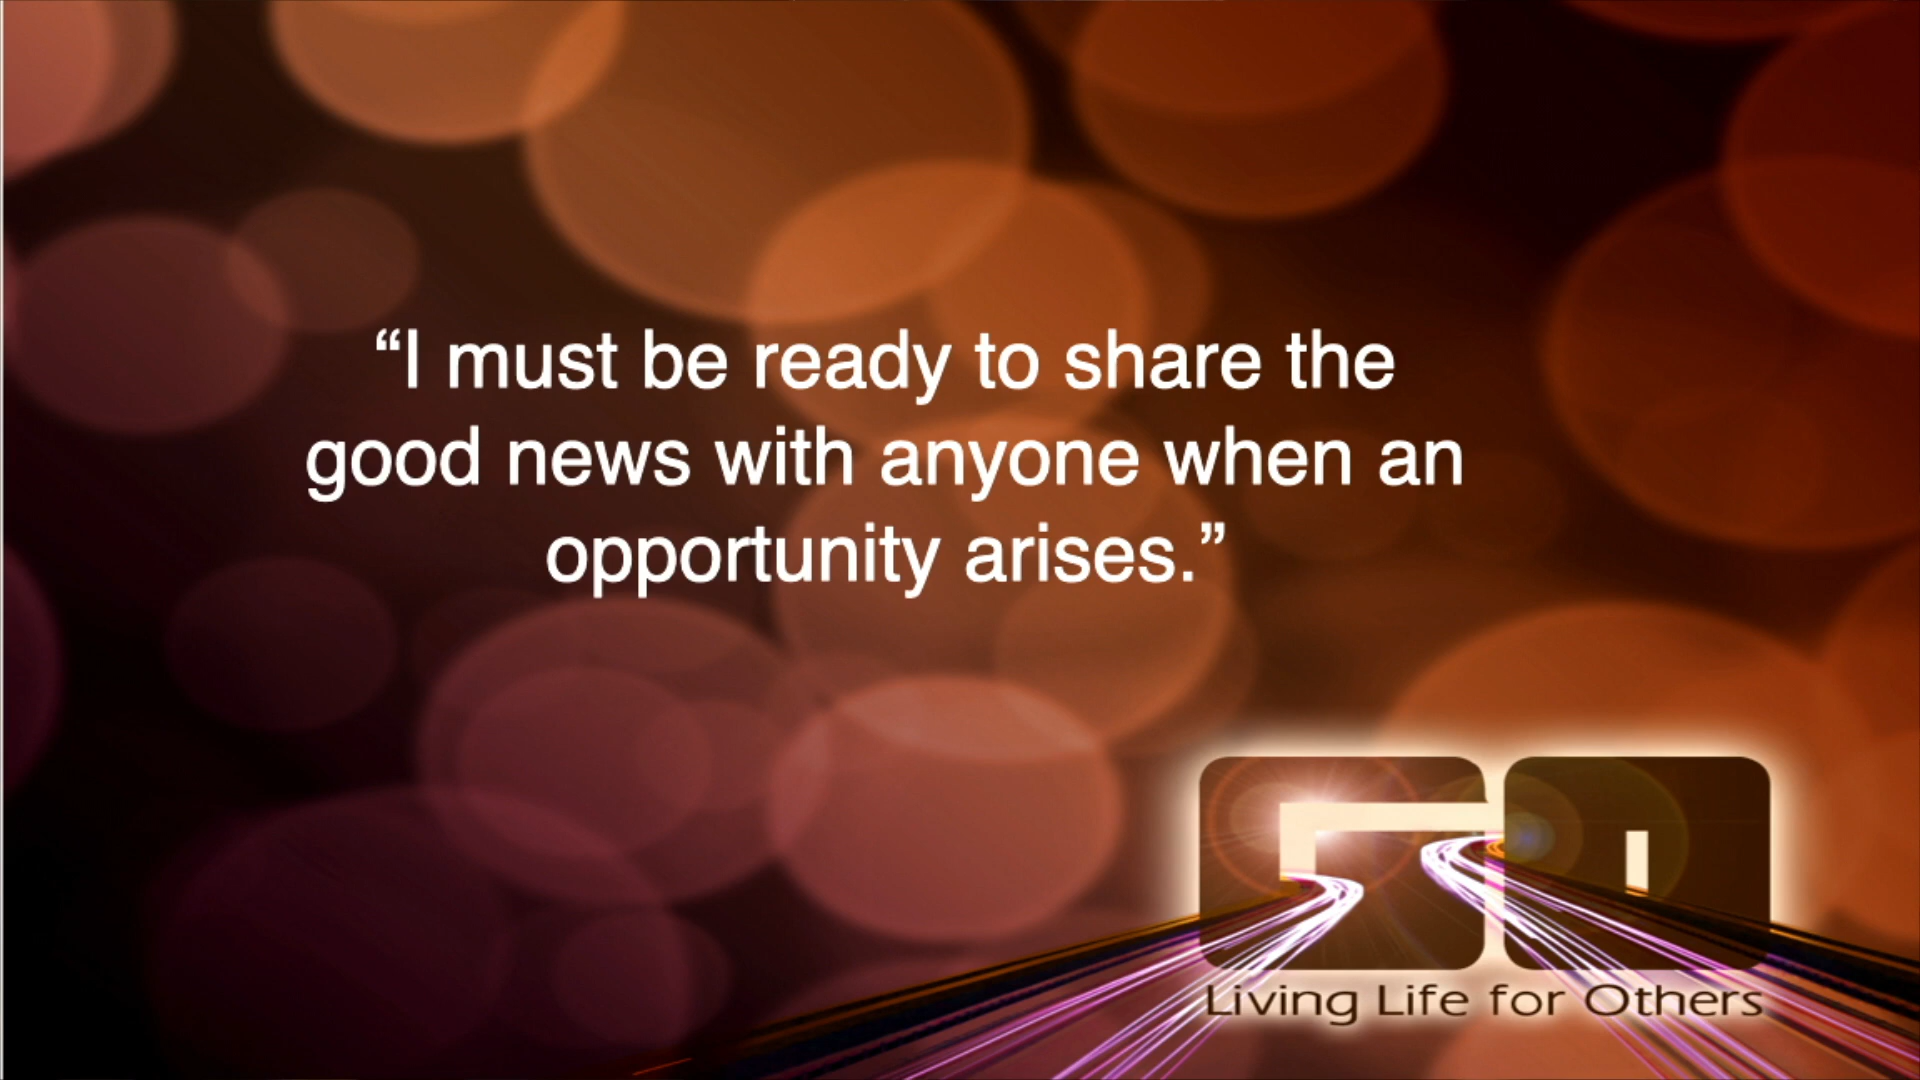 “I must be ready to share the
good news with anyone when an
opportunity arises.”
GO
Living Life for Others